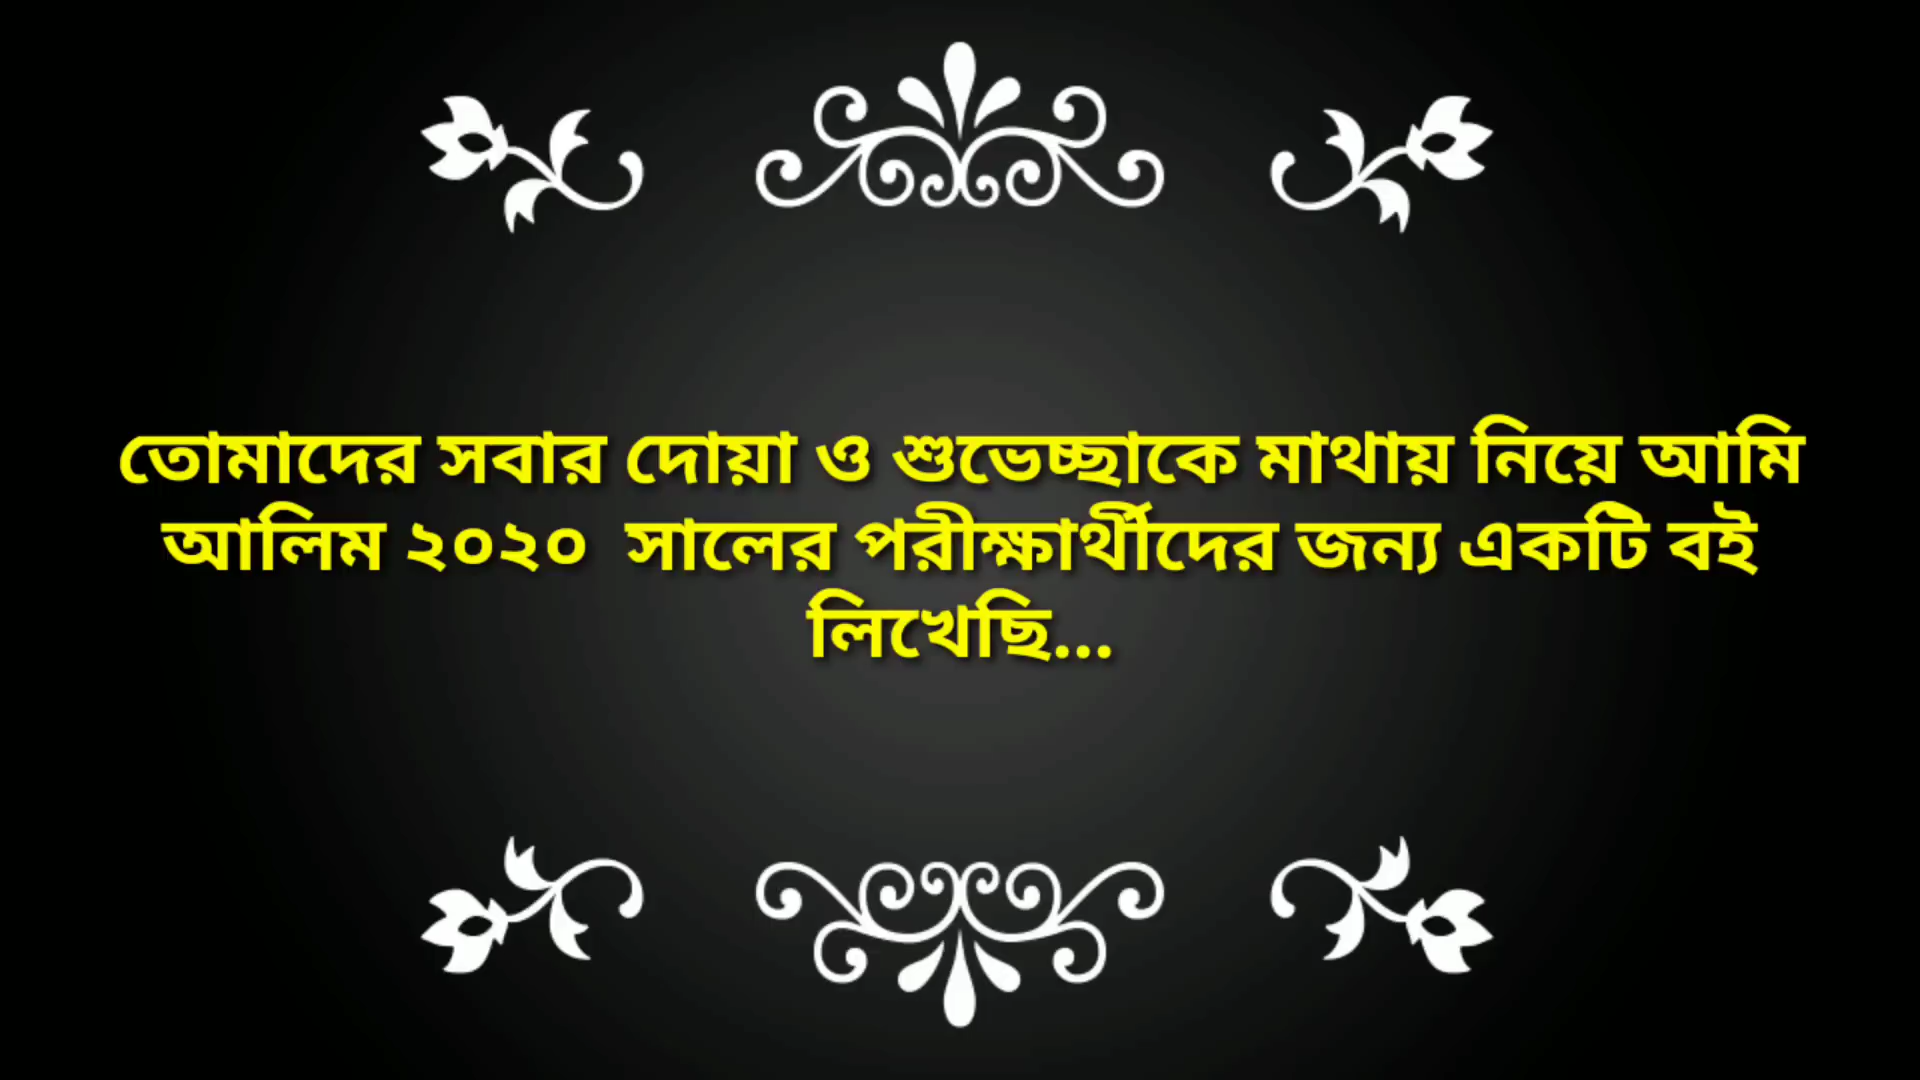 তোমাদের সবার দোয়া ও শুভেচ্ছাকে মাথায় নিয়ে আমি
আলিম ২০২০ সালের পরীক্ষার্থীদের জন্য একটি বই
লিখেছি...